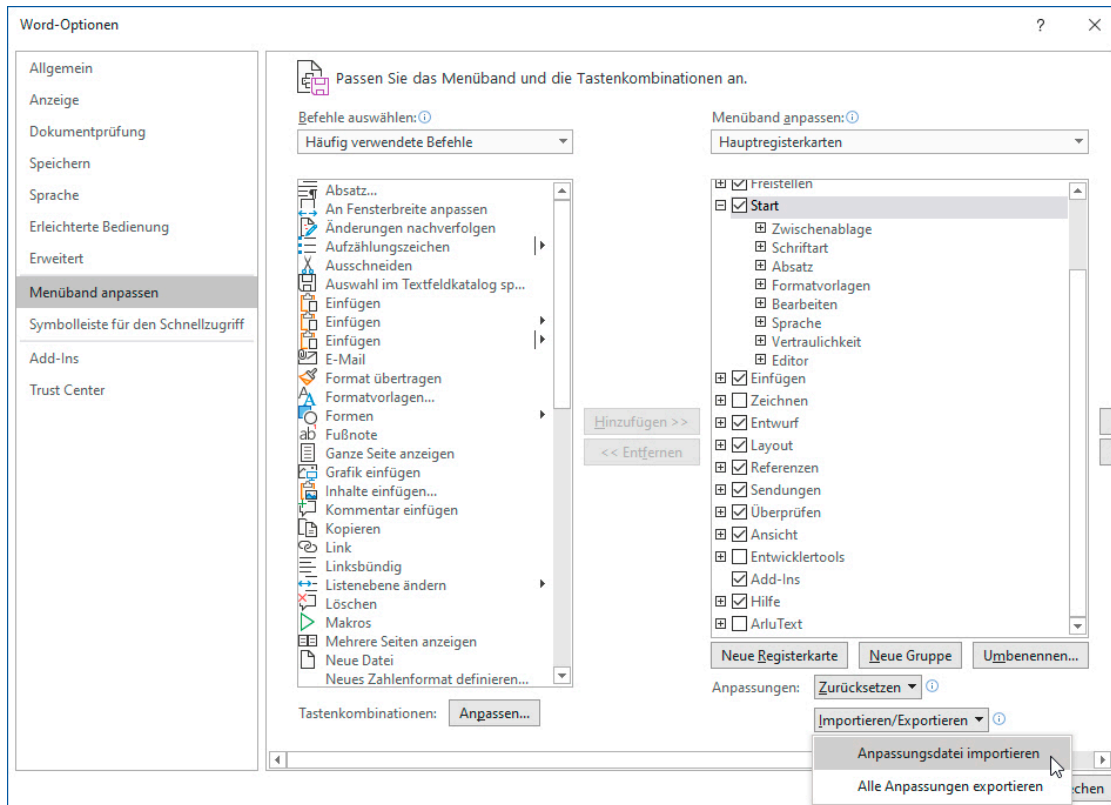 Word-Optionen
?
Allgemein
Anzeige
Dokumentprüfung
Speichern
Sprache
Erleichterte Bedienung
Erweitert
Menüband anpassen
Symbolleiste für den Schnellzugriff
Add-Ins
Trust Center
Passen Sie das Menüband und die Tastenkombinationen an.
Befehle auswählen:
Häufig verwendete Befehle
Absatz...
An Fensterbreite anpassen
Änderungen nachverfolgen
Aufzählungszeichen
Ausschneiden
Auswahl im Textfeldkatalog sp...
Einfügen
Einfügen
Einfügen
E-Mail
Format übertragen
Formatvorlagen...
Formen
Fußnote
Ganze Seite anzeigen
Grafik einfügen
Inhalte einfügen...
Kommentar einfügen
Kopieren
Link
Linksbündig
Listenebene ändern
Löschen
Makros
Mehrere Seiten anzeigen
Neue Datei
Neues Zahlenformat definieren...
Tastenkombinationen: Anpassen...
Hinzufügen >>
<< Entfernen
Menüband anpassen:
Hauptregisterkarten
Freistellen
Start
Zwischenablage
Schriftart
Absatz
Formatvorlagen
Bearbeiten
Sprache
Vertraulichkeit
Editor
Einfügen
Zeichnen
Entwurf
Layout
Referenzen
Sendungen
Überprüfen
Ansicht
Entwicklertools
Add-Ins
Hilfe
ArluText
Neue Registerkarte Neue Gruppe Umbenennen...
Anpassungen: Zurücksetzen
Importieren/Exportieren
Anpassungsdatei importieren
Alle Anpassungen exportieren
chen